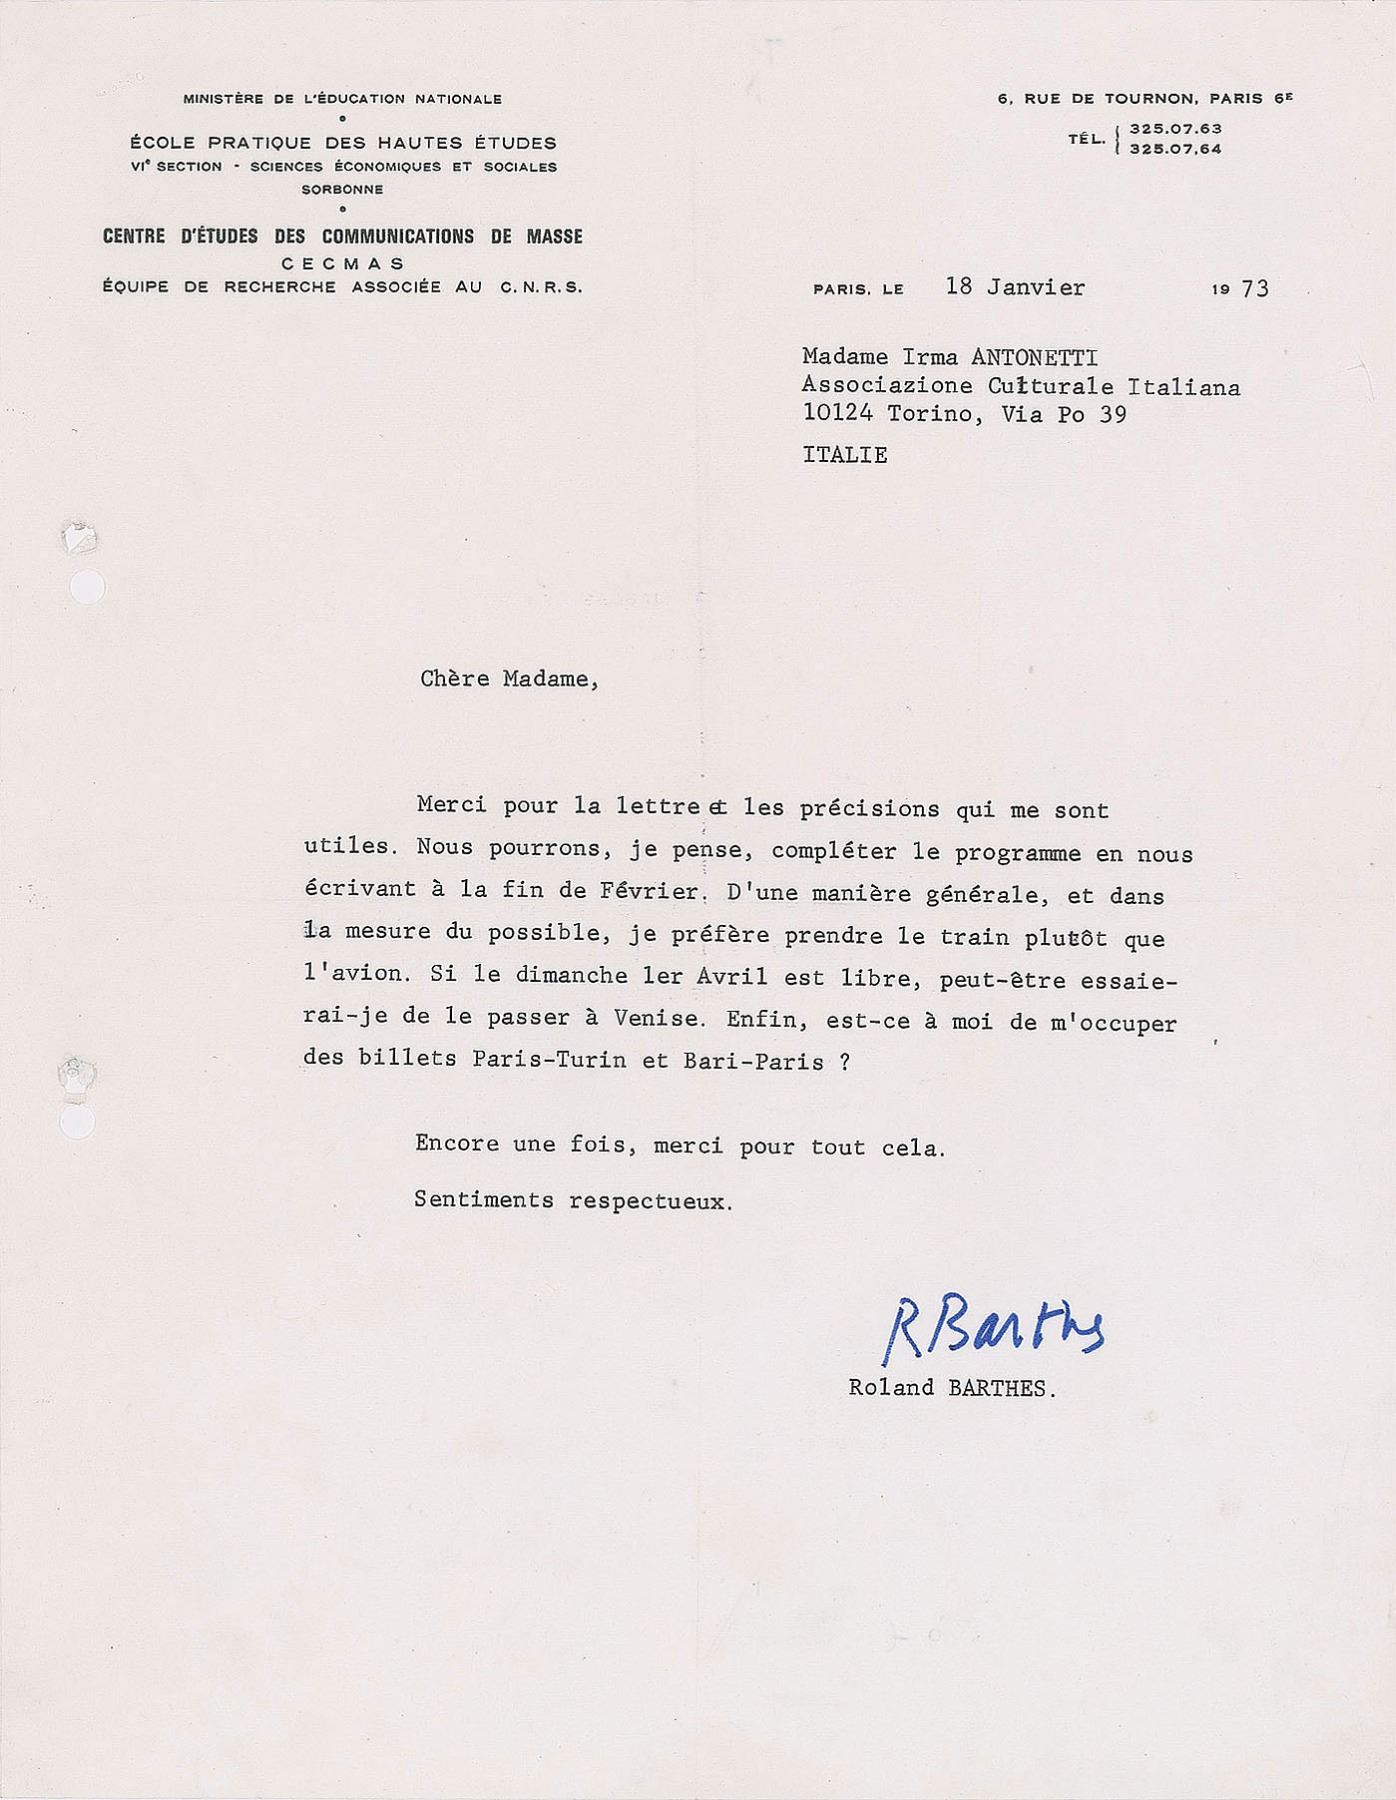 MINISTÈRE DE L'ÉDUCATION NATIONALE
ÉCOLE PRATIQUE DES HAUTES ÉTUDES
VIe SECTION - SCIENCES ÉCONOMIQUES ET SOCIALES
SORBONNE
CENTRE D'ÉTUDES DES COMMUNICATIONS DE MASSE
CECMAS
ÉQUIPE DE RECHERCHE ASSOCIÉE AU C.N.R.S.
6, RUE DE TOURNON, PARIS 6E
TÉL. 325.07.63
325.07.64
PARIS, LE 18 Janvier 1973
Madame Irma ANTONETTI
Associazione Culturale Italiana
10124 Torino, Via Po 39
ITALIE
Chère Madame,
Merci pour la lettre et les précisions qui me sont
utiles. Nous pourrons, je pense, compléter le programme en nous
écrivant à la fin de Février. D'une manière générale, et dans
la mesure du possible, je préfère prendre le train plutôt que
l'avion. Si le dimanche 1er Avril est libre, peut-être essaie-
rai-je de le passer à Venise. Enfin, est-ce à moi de m'occuper
des billets Paris-Turin et Bari-Paris ?
Encore une fois, merci pour tout cela.
Sentiments respectueux.
R Barthes
Roland BARTHES.